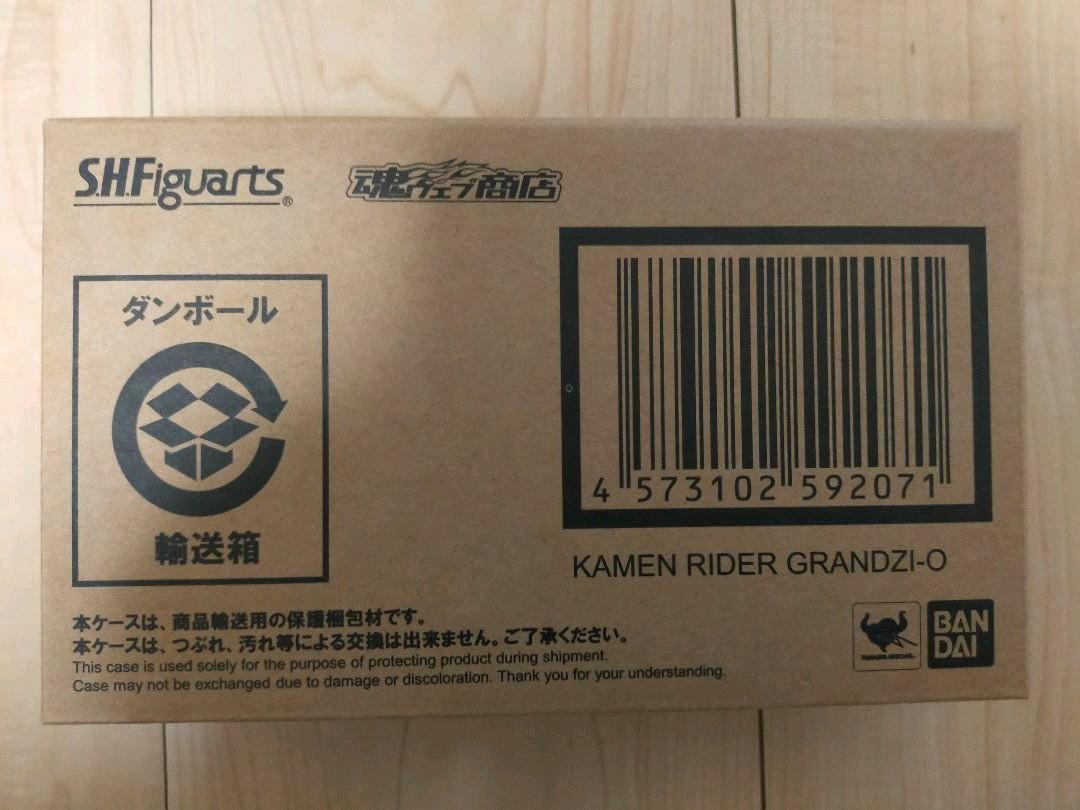 S.H.Figuarts®
魂ウェブ商店
ダンボール
輸送箱
4 573102 592071
KAMEN RIDER GRANDZI-O
本ケースは、商品輸送用の保護梱包材です。
本ケースは、つぶれ、汚れ等による交換は出来ません。ご了承ください。
This case is used solely for the purpose of protecting product during shipment.
Case may not be exchanged due to damage or discoloration. Thank you for your understanding.
TAMASHII NATIONS
BAN
DAI